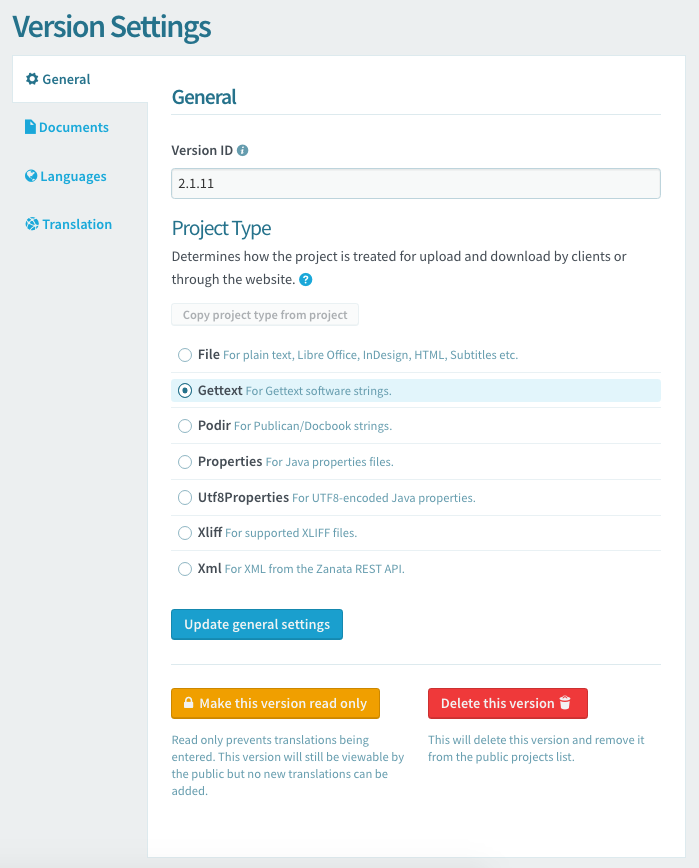 Version Settings
General
Documents
Languages
Translation
General
Version ID
2.1.11
Project Type
Determines how the project is treated for upload and download by clients or
through the website.
Copy project type from project
File For plain text, Libre Office, InDesign, HTML, Subtitles etc.
Gettext For Gettext software strings.
Podir For Publican/Docbook strings.
Properties For Java properties files.
Utf8Properties For UTF8-encoded Java properties.
Xliff For supported XLIFF files.
Xml For XML from the Zanata REST API.
Update general settings
Make this version read only
Read only prevents translations being
entered. This version will still be viewable by
the public but no new translations can be
added.
Delete this version
This will delete this version and remove it
from the public projects list.